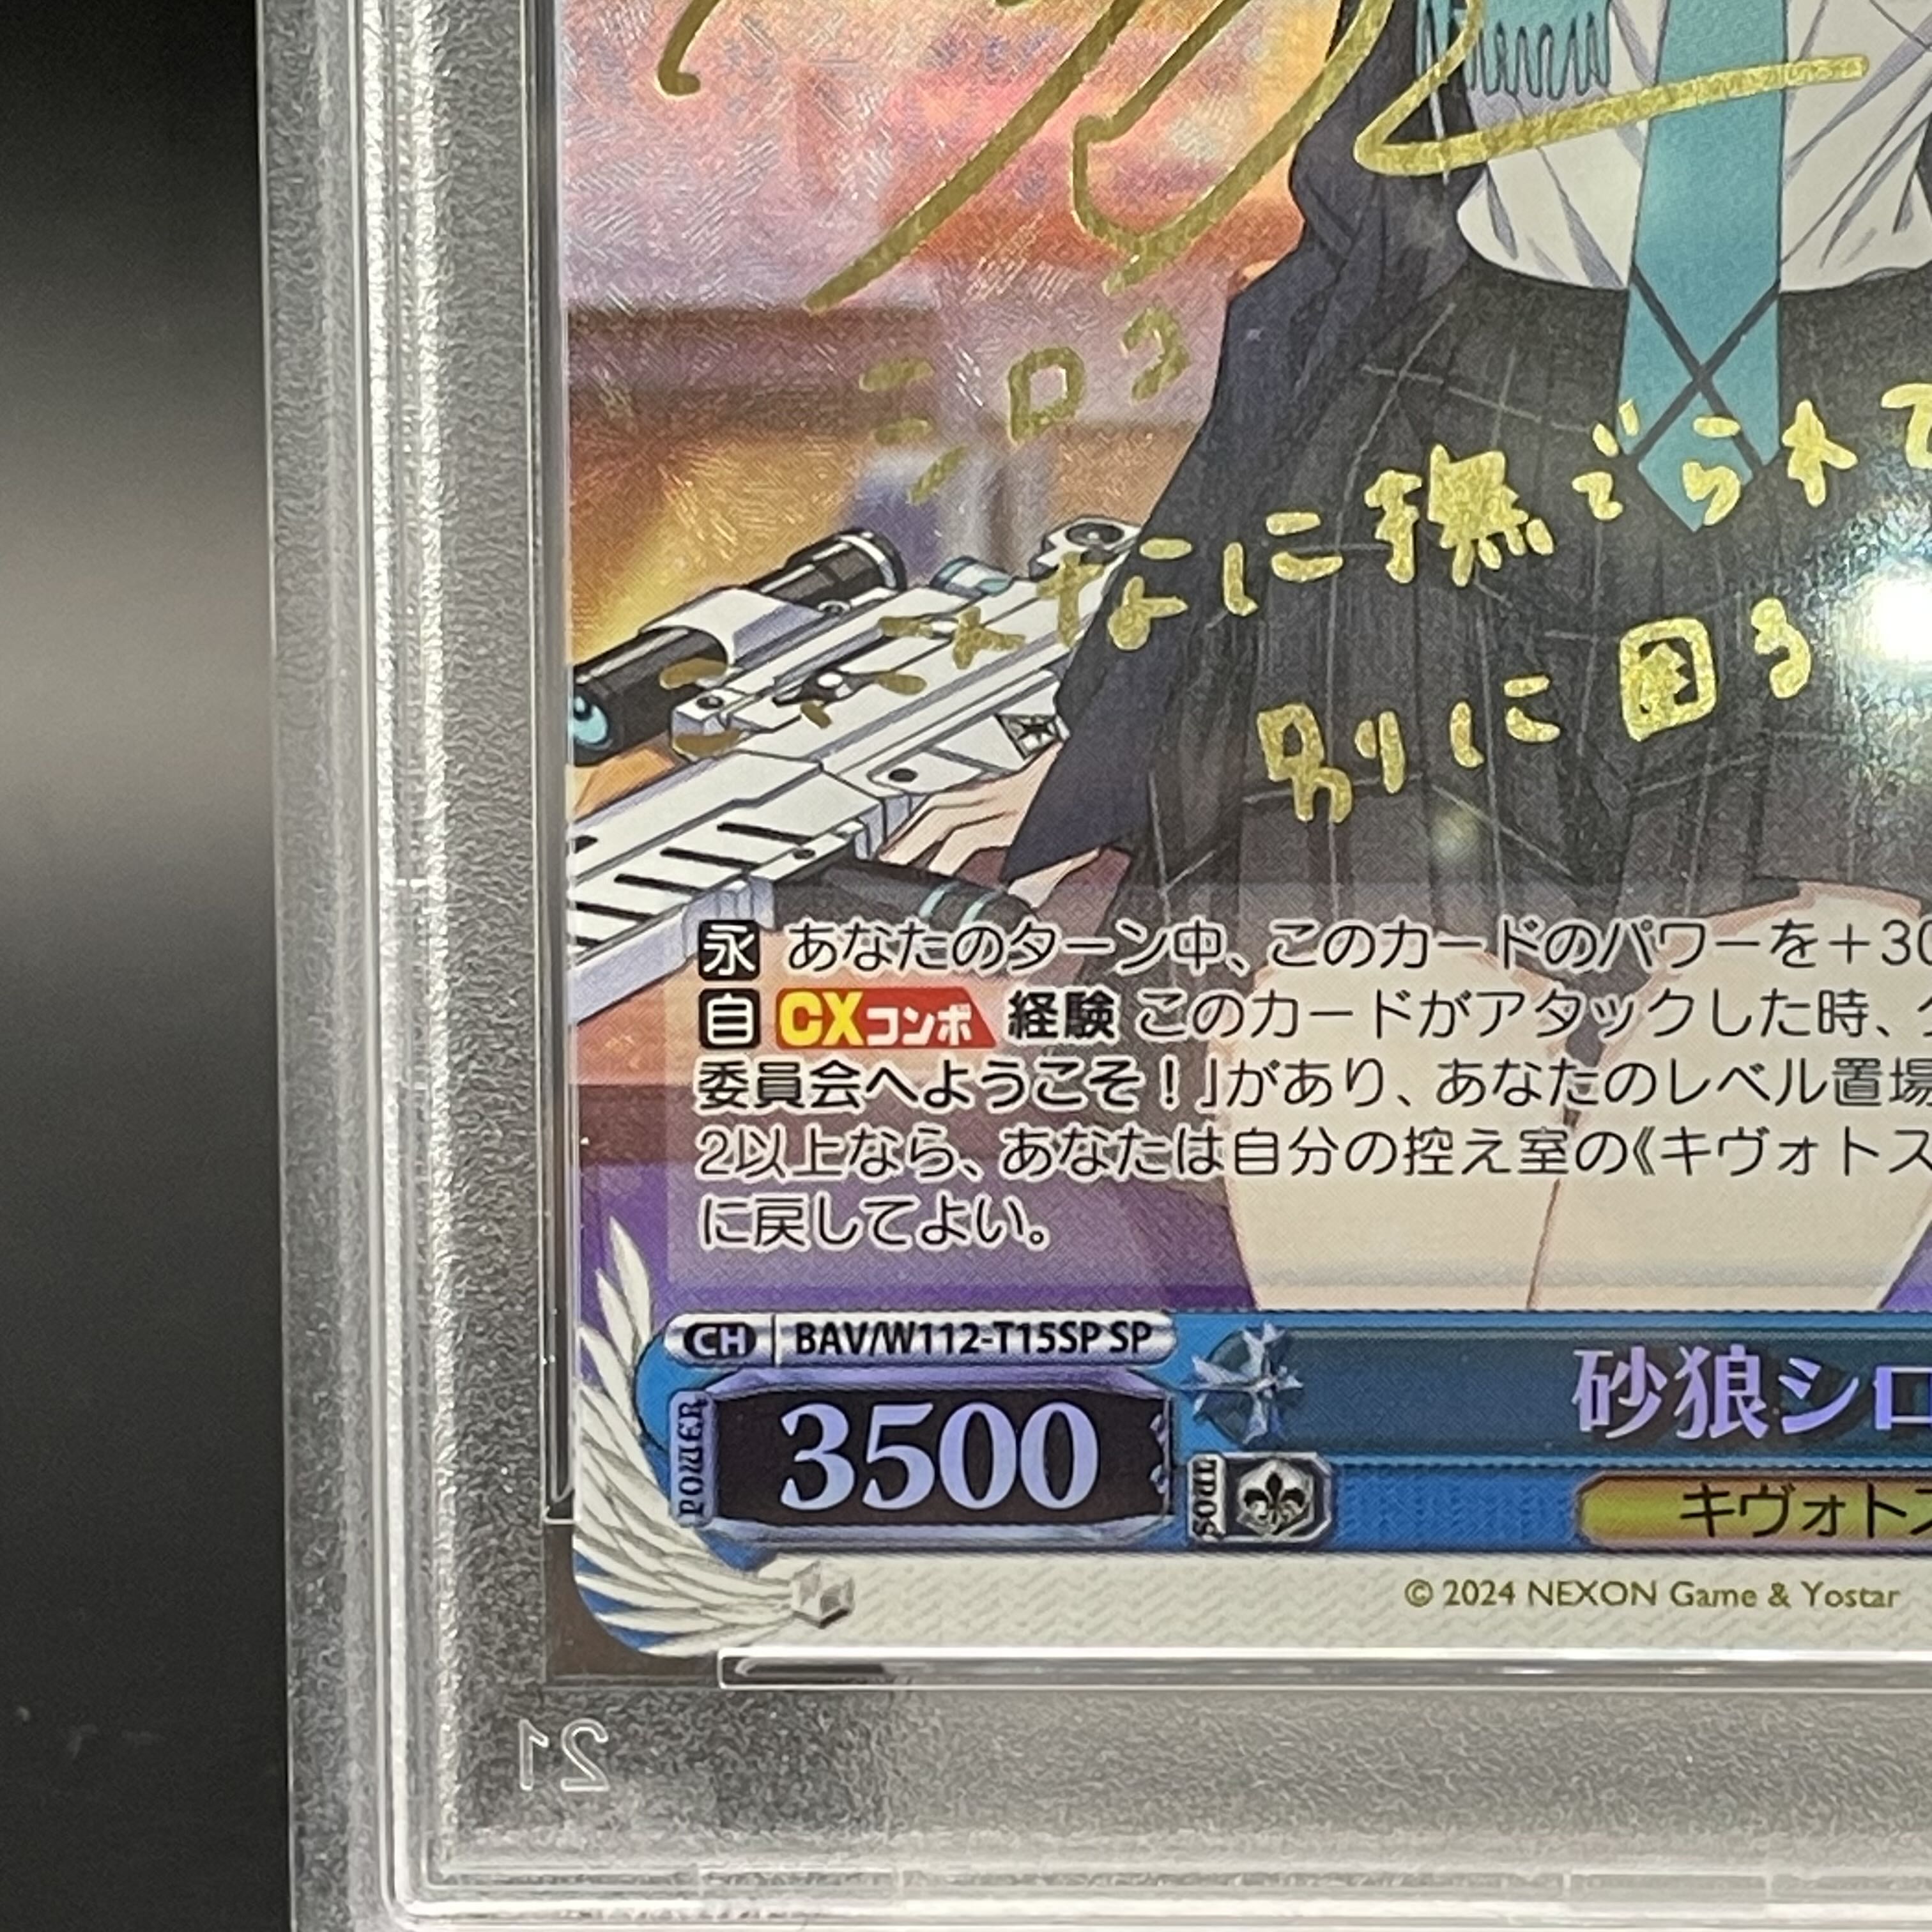 シロコ
こんなに撫でられて
別に困る
永 あなたのターン中、このカードのパワーを＋30
自 CXコンボ 経験 このカードがアタックした時、
委員会へようこそ！」があり、あなたのレベル置場
2以上なら、あなたは自分の控え室の《キヴォトス
に戻してよい。
CH BAV/W112-T15SP SP
砂狼シロ
POWER 3500
SOUL
キヴォトス
© 2024 NEXON Game & Yostar
21